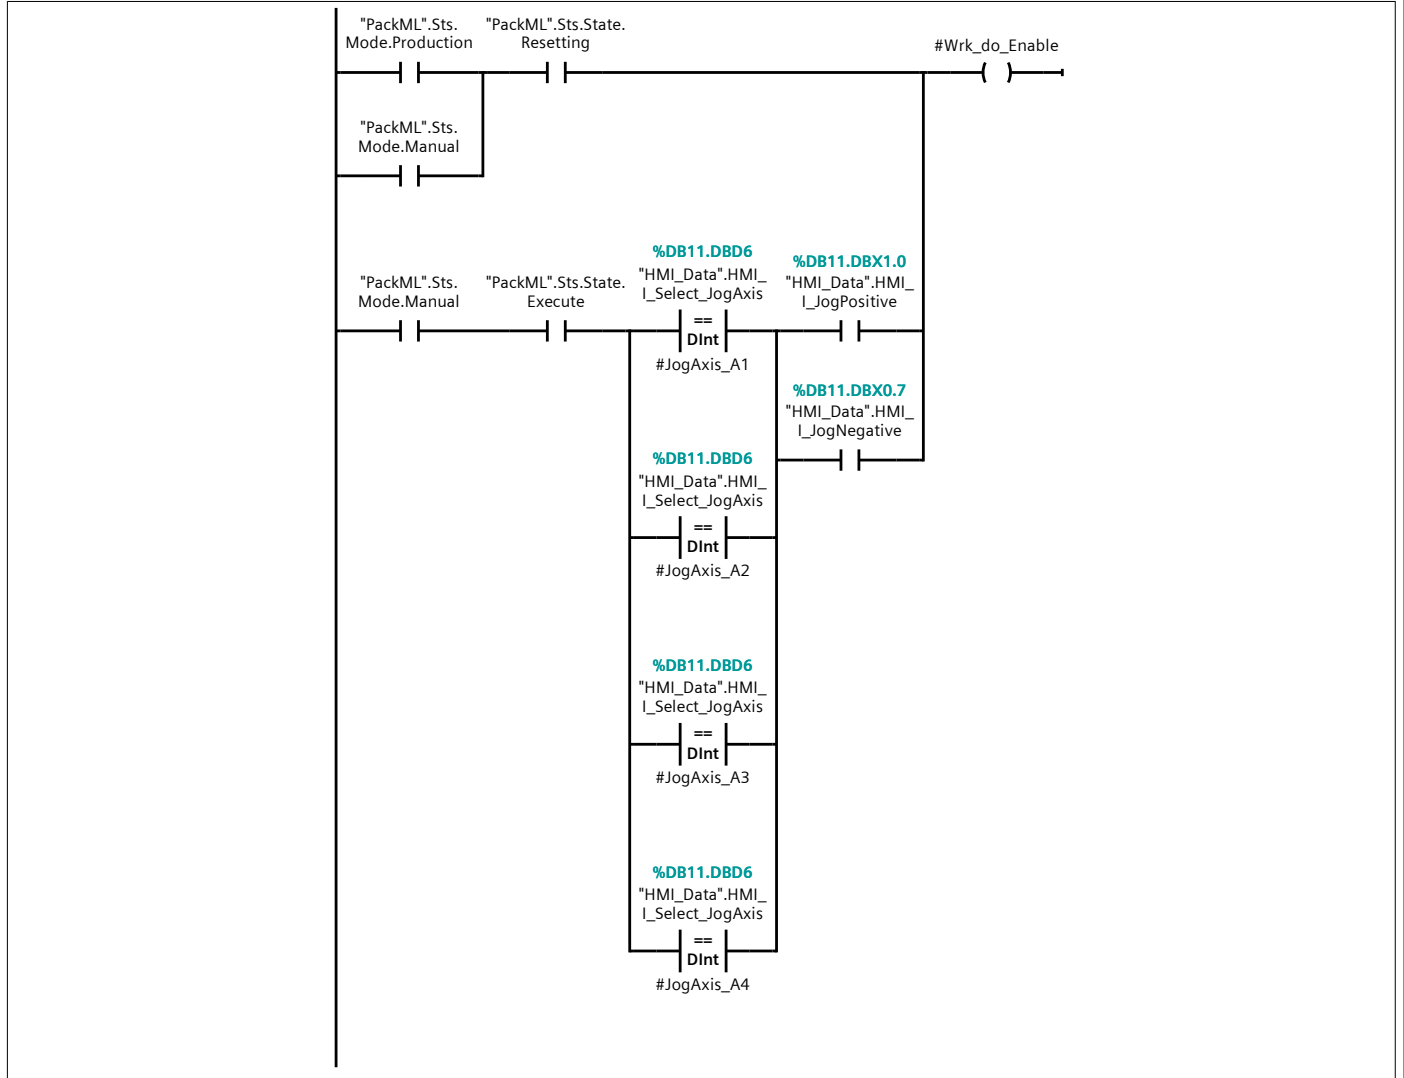 "PackML".Sts.
Mode.Production
"PackML".Sts.State.
Resetting
#Wrk_do_Enable
"PackML".Sts.
Mode.Manual
"PackML".Sts.
Mode.Manual
"PackML".Sts.State.
Execute
%DB11.DBD6
"HMI_Data".HMI_
I_Select_JogAxis
==
DInt
#JogAxis_A1
%DB11.DBX1.0
"HMI_Data".HMI_
I_JogPositive
%DB11.DBX0.7
"HMI_Data".HMI_
I_JogNegative
%DB11.DBD6
"HMI_Data".HMI_
I_Select_JogAxis
==
DInt
#JogAxis_A2
%DB11.DBD6
"HMI_Data".HMI_
I_Select_JogAxis
==
DInt
#JogAxis_A3
%DB11.DBD6
"HMI_Data".HMI_
I_Select_JogAxis
==
DInt
#JogAxis_A4